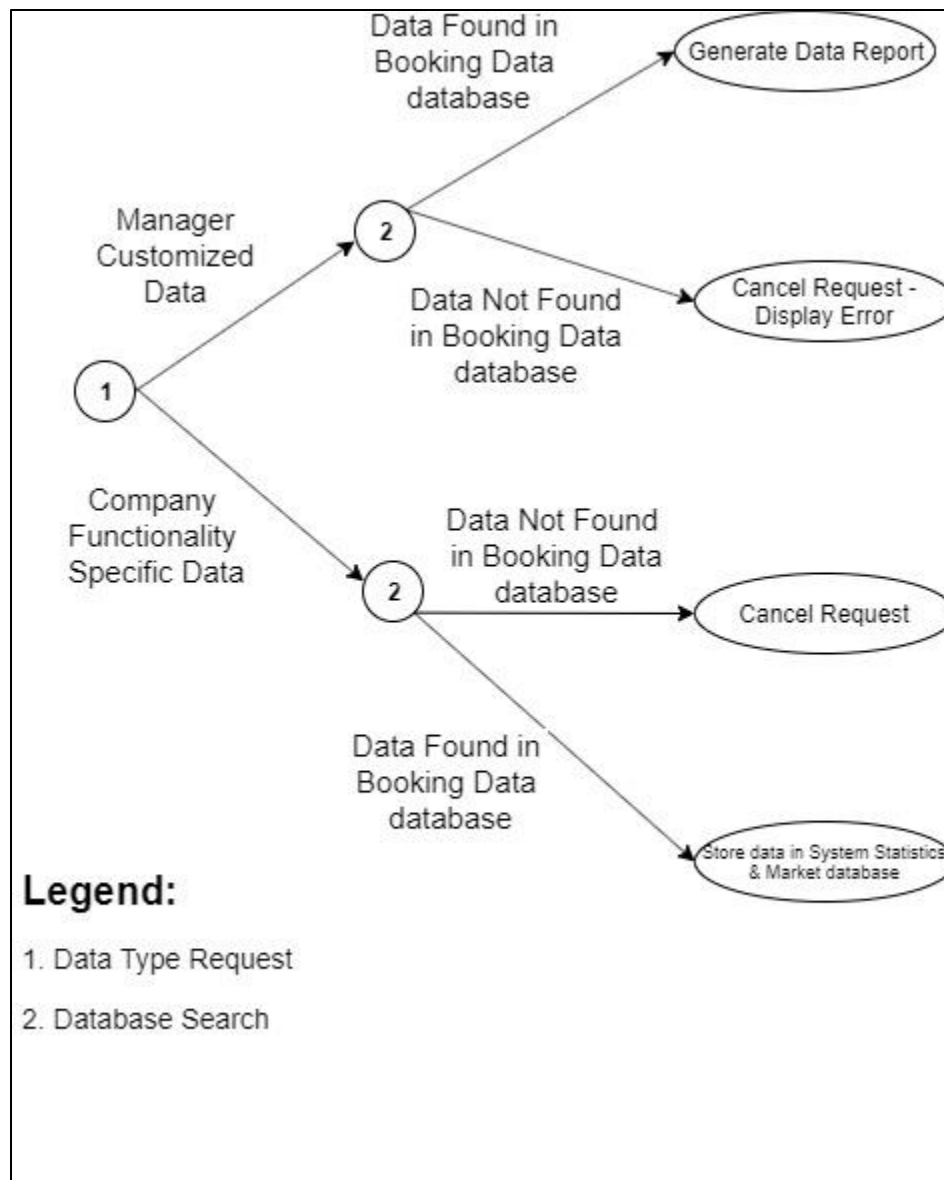 Data Found in
Booking Data
database
Generate Data Report
Manager
Customized
Data
2
Data Not Found
in Booking Data
database
Cancel Request -
Display Error
1
Company
Functionality
Specific Data
2
Data Not Found
in Booking Data
database
Cancel Request
Data Found in
Booking Data
database
Store data in System Statistics
& Market database
Legend:
1. Data Type Request
2. Database Search